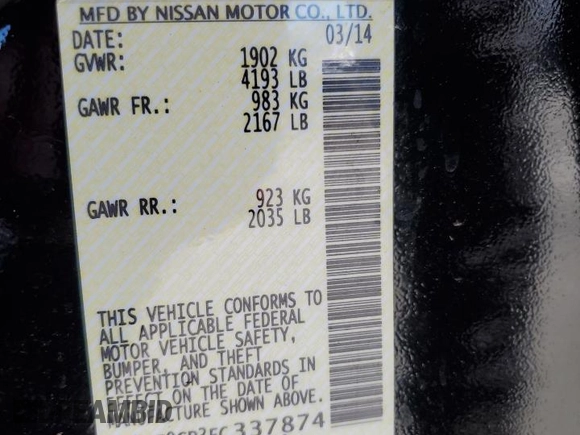 MFD BY NISSAN MOTOR CO., LTD.
DATE: 03/14
GVWR: 1902 KG
4193 LB
GAWR FR.: 983 KG
2167 LB
GAWR RR.: 923 KG
2035 LB
THIS VEHICLE CONFORMS TO
ALL APPLICABLE FEDERAL
MOTOR VEHICLE SAFETY,
BUMPER, AND THEFT
PREVENTION STANDARDS IN
EFFECT ON THE DATE OF
MANUFACTURE SHOWN ABOVE.
337874